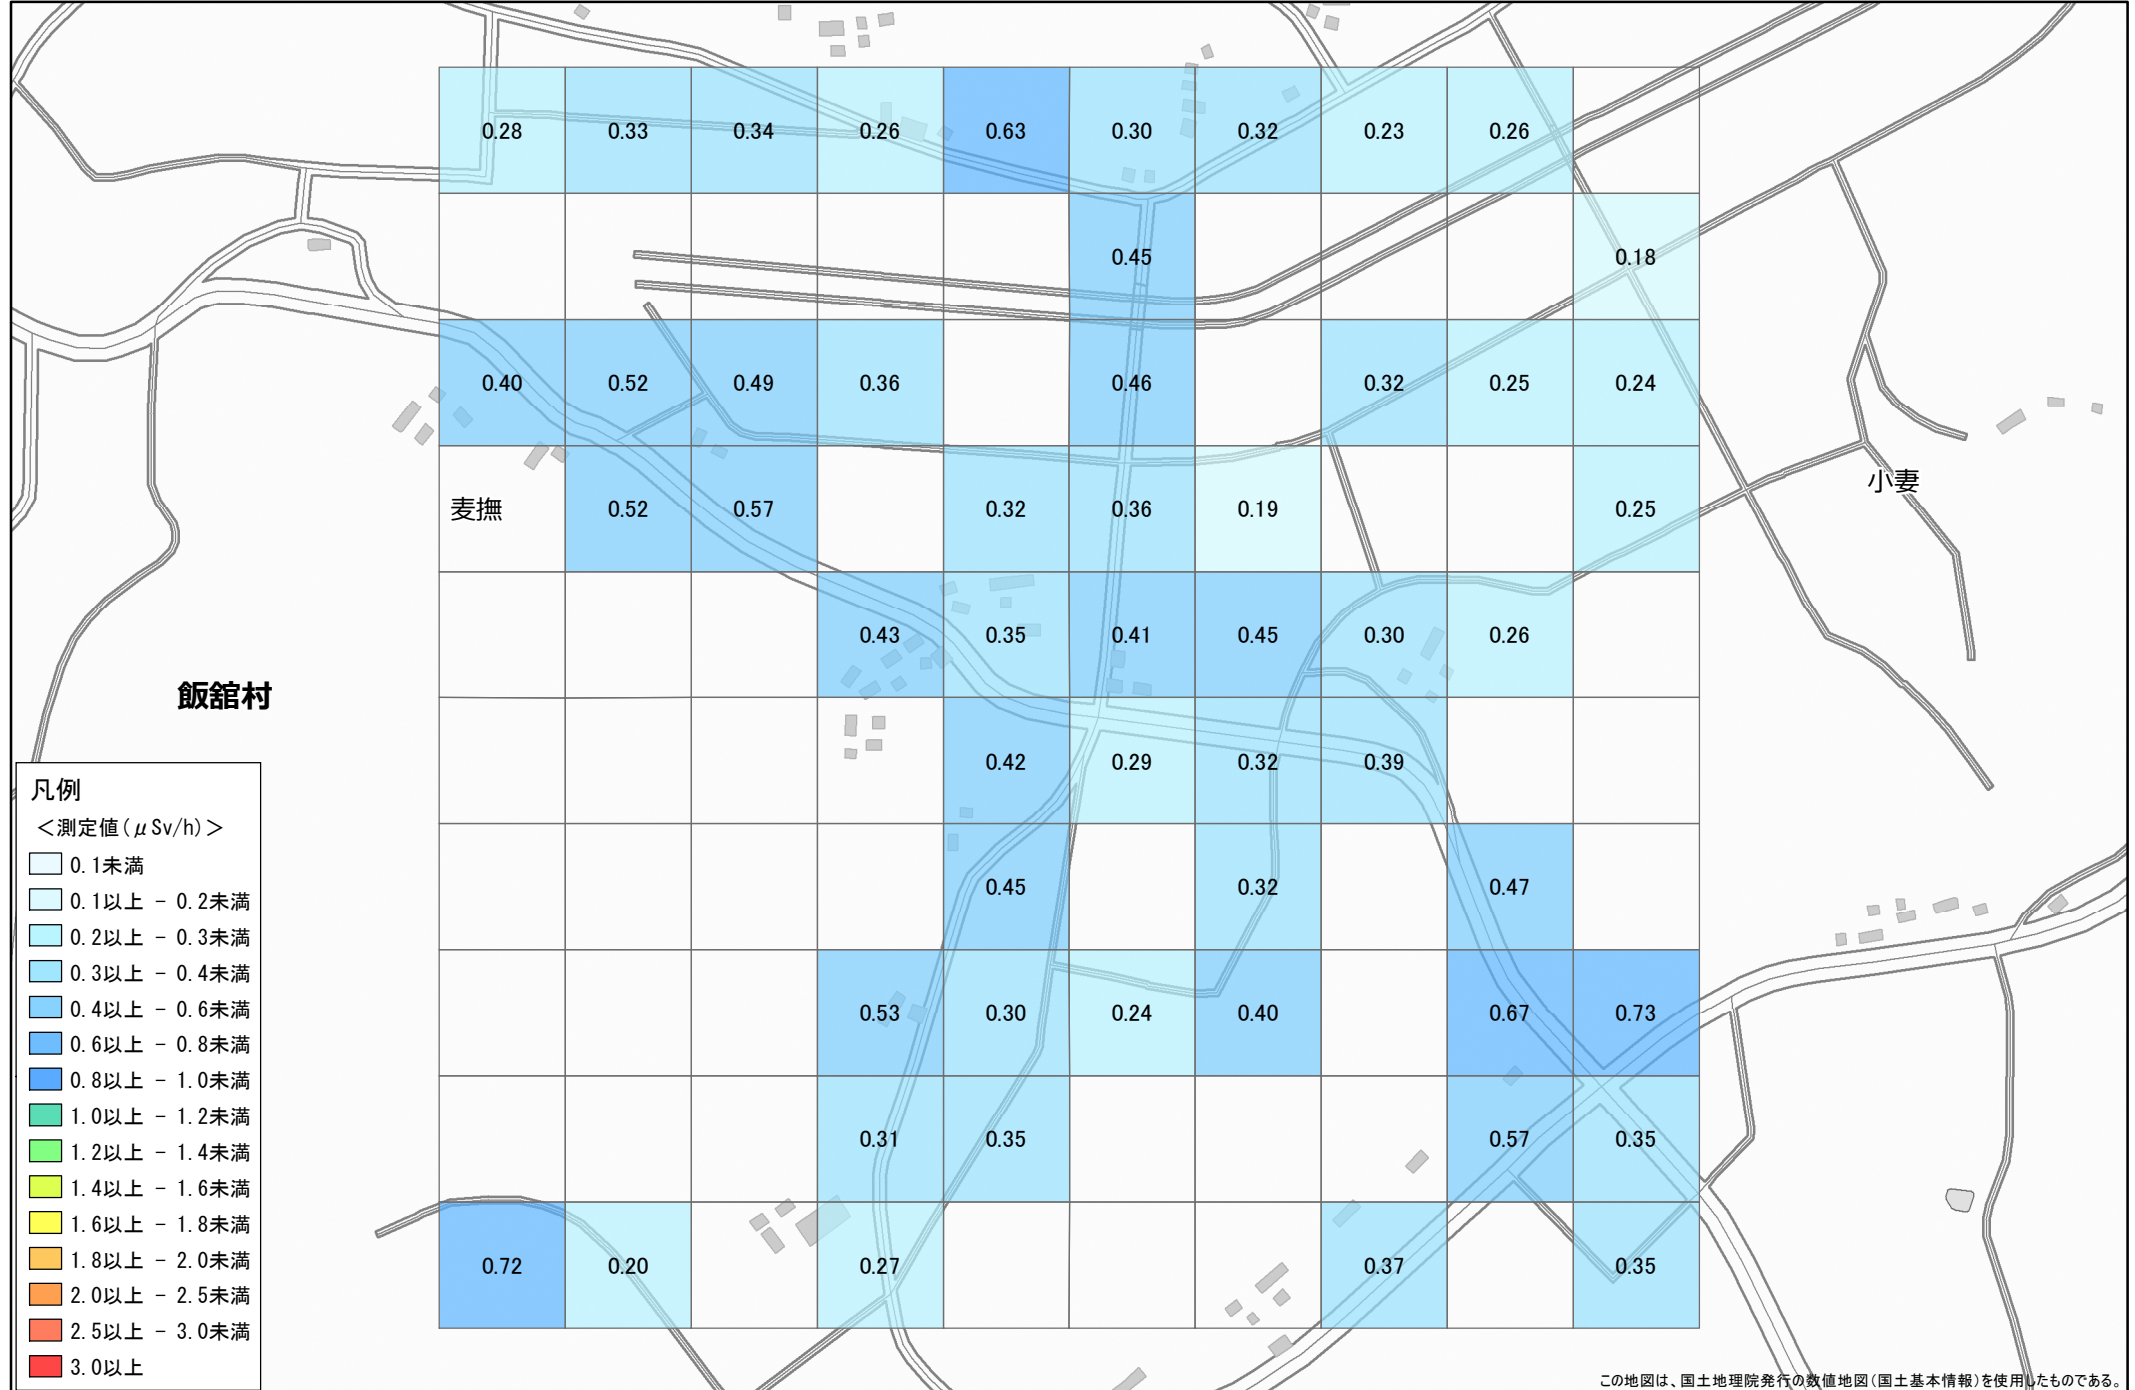 0.28 0.33 0.34 0.26 0.63 0.30 0.32 0.23 0.26
0.45 0.18
0.40 0.52 0.49 0.36 0.46 0.32 0.25 0.24
小妻
麦撫 0.52 0.57 0.32 0.36 0.19 0.25
0.43 0.35 0.41 0.45 0.30 0.26
飯舘村
0.42 0.29 0.32 0.39
0.45 0.32 0.47
0.53 0.30 0.24 0.40 0.67 0.73
0.31 0.35 0.57 0.35
0.72 0.20 0.27 0.37 0.35
凡例
＜測定値(μSv/h)＞
0.1未満
0.1以上 － 0.2未満
0.2以上 － 0.3未満
0.3以上 － 0.4未満
0.4以上 － 0.6未満
0.6以上 － 0.8未満
0.8以上 － 1.0未満
1.0以上 － 1.2未満
1.2以上 － 1.4未満
1.4以上 － 1.6未満
1.6以上 － 1.8未満
1.8以上 － 2.0未満
2.0以上 － 2.5未満
2.5以上 － 3.0未満
3.0以上
この地図は、国土地理院発行の数値地図(国土基本情報)を使用したものである。